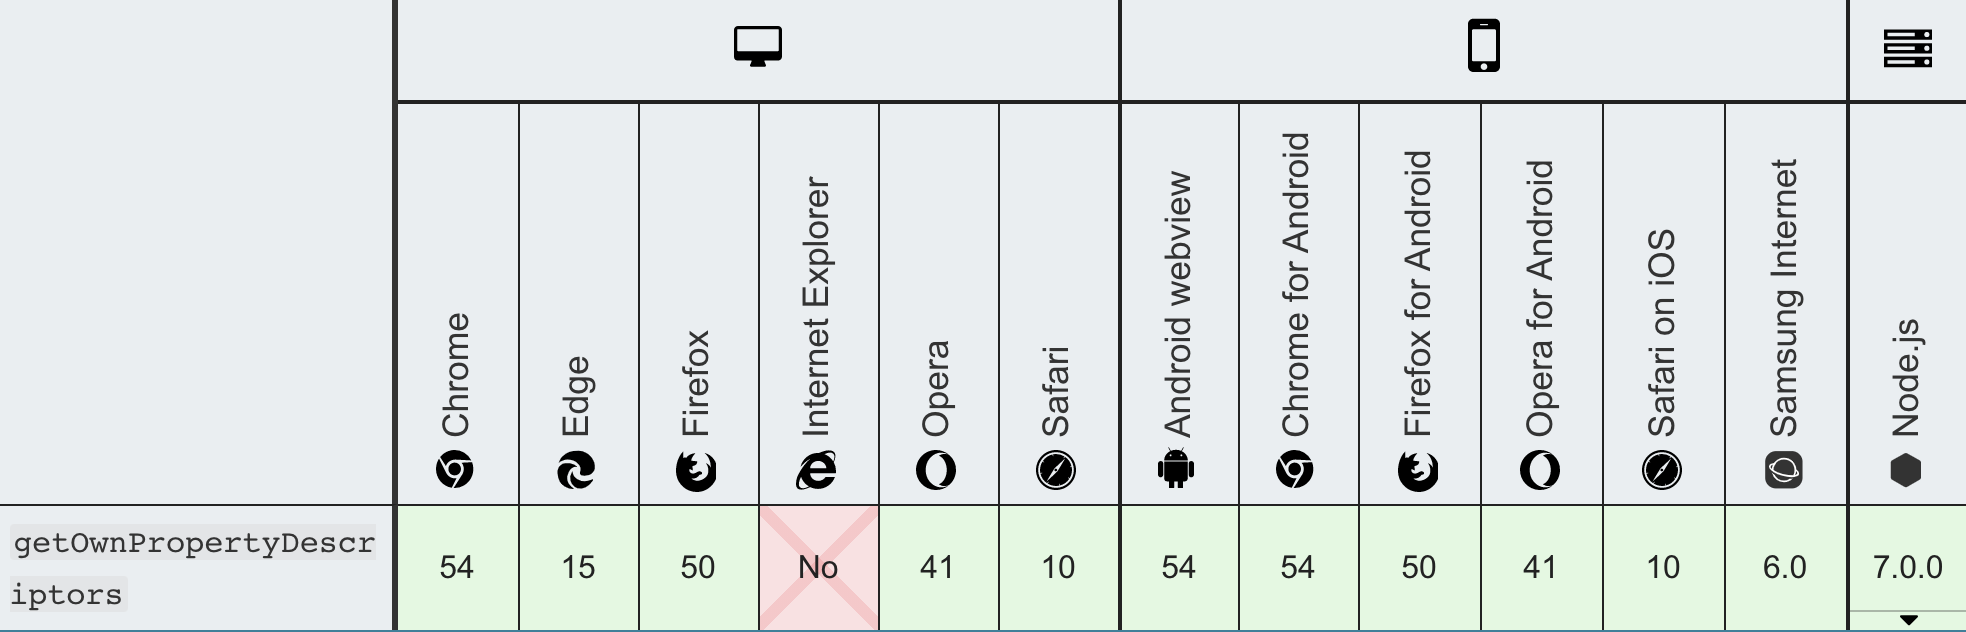 Chrome
Edge
Firefox
Internet Explorer
Opera
Safari
Android webview
Chrome for Android
Firefox for Android
Opera for Android
Safari on iOS
Samsung Internet
Node.js
getOwnPropertyDescr
iptors
54 15 50 No 41 10 54 54 50 41 10 6.0 7.0.0